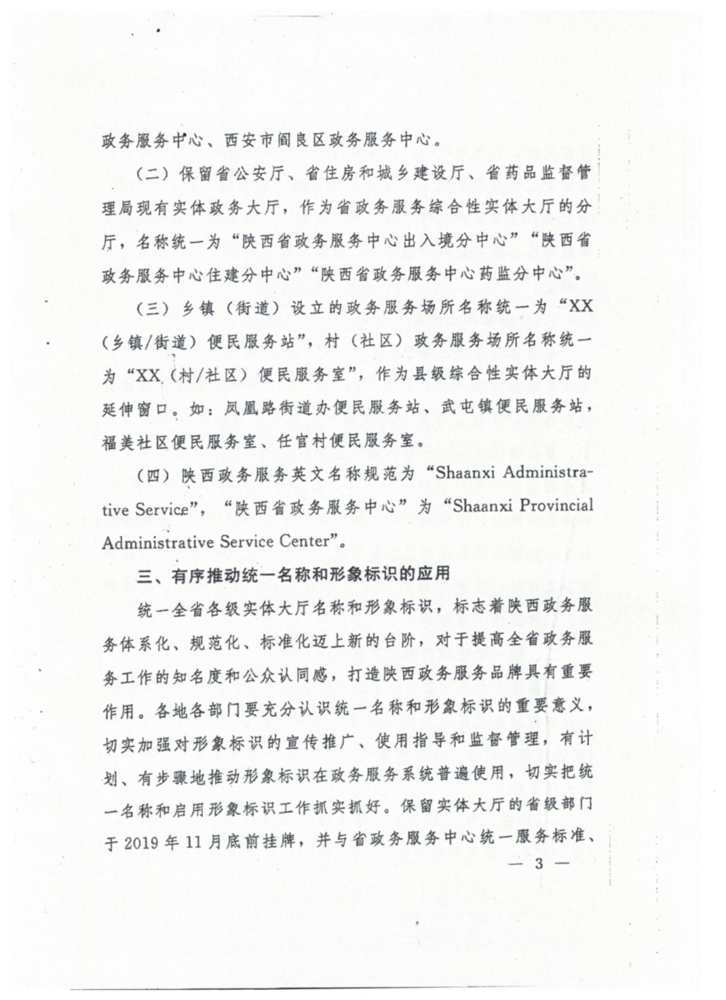 政务服务中心、西安市阎良区政务服务中心。
（二）保留省公安厅、省住房和城乡建设厅、省药品监督管
理局现有实体政务大厅，作为省政务服务综合性实体大厅的分
厅，名称统一为“陕西省政务服务中心出入境分中心”“陕西省
政务服务中心住建分中心”“陕西省政务服务中心药监分中心”。
（三）乡镇（街道）设立的政务服务场所名称统一为“XX
（乡镇/街道）便民服务站”，村（社区）政务服务场所名称统一
为“XX（村/社区）便民服务室”，作为县级综合性实体大厅的
延伸窗口。如：凤凰路街道办便民服务站、武屯镇便民服务站，
福美社区便民服务室、任官村便民服务室。
（四）陕西政务服务英文名称规范为“Shaanxi Administra-
tive Service”，“陕西省政务服务中心”为“Shaanxi Provincial
Administrative Service Center”。
三、有序推动统一名称和形象标识的应用
统一全省各级实体大厅名称和形象标识，标志着陕西政务服
务体系化、规范化、标准化迈上新的台阶，对于提高全省政务服
务工作的知名度和公众认同感，打造陕西政务服务品牌具有重要
作用。各地各部门要充分认识统一名称和形象标识的重要意义，
切实加强对形象标识的宣传推广、使用指导和监督管理，有计
划、有步骤地推动形象标识在政务服务系统普遍使用，切实把统
一名称和启用形象标识工作抓实抓好。保留实体大厅的省级部门
于 2019 年 11 月底前挂牌，并与省政务服务中心统一服务标准、
— 3 —